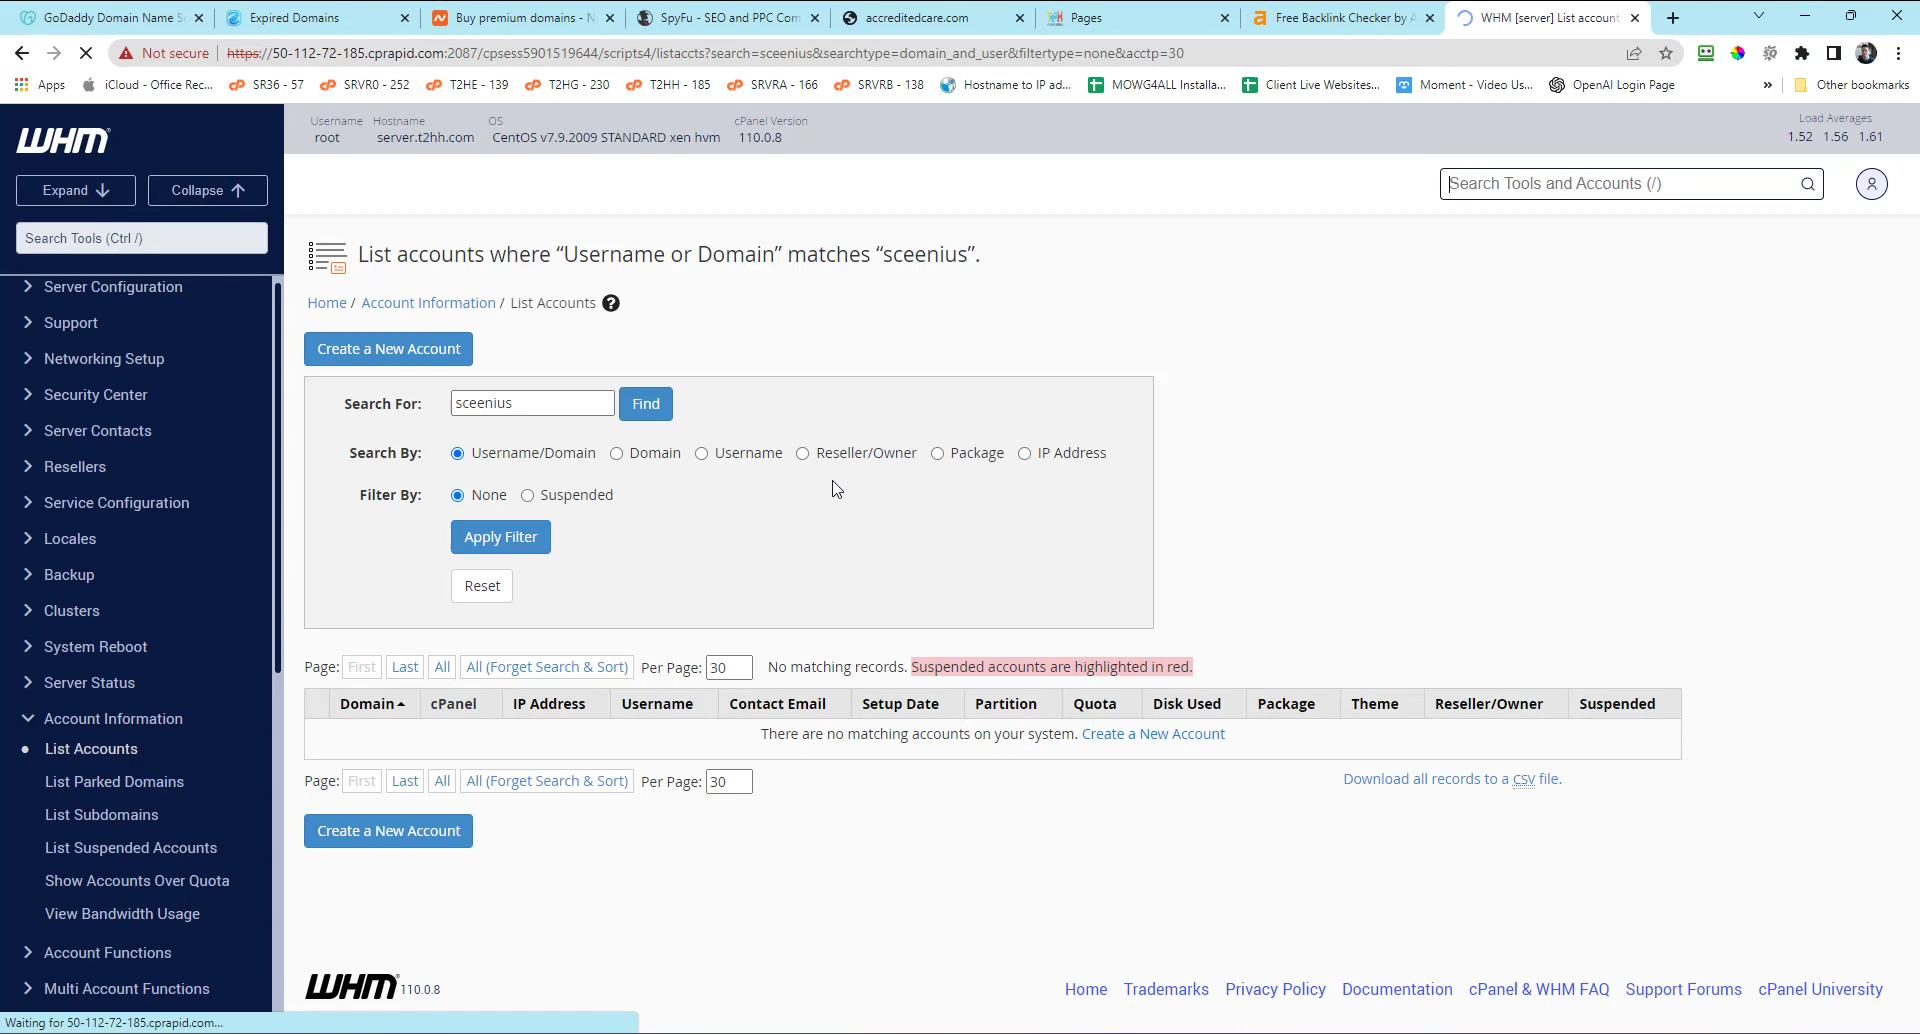 GoDaddy Domain Name S
Expired Domains
Buy premium domains - N
SpyFu - SEO and PPC Com
accreditedcare.com
Pages
Free Backlink Checker by A
WHM [server] List account
Not secure
https://50-112-72-185.cprapid.com:2087/cpsess5901519644/scripts4/listaccts?search=sceenius&searchtype=domain_and_user&filtertype=none&acctp=30
Apps
iCloud - Office Rec...
SR36 - 57
SRVR0 - 252
T2HE - 139
T2HG - 230
T2HH - 185
SRVRA - 166
SRVRB - 138
Hostname to IP ad...
MOWG4ALL Installa...
Client Live Websites...
Moment - Video Us...
OpenAI Login Page
»
Other bookmarks
WHM
Username Hostname OS cPanel Version Load Averages
root server.t2hh.com CentOS v7.9.2009 STANDARD xen hvm 110.0.8 1.52 1.56 1.61
Expand
Collapse
Search Tools (Ctrl /)
Search Tools and Accounts (/)
Server Configuration
Support
Networking Setup
Security Center
Server Contacts
Resellers
Service Configuration
Locales
Backup
Clusters
System Reboot
Server Status
Account Information
List Accounts
List Parked Domains
List Subdomains
List Suspended Accounts
Show Accounts Over Quota
View Bandwidth Usage
Account Functions
Multi Account Functions
List accounts where “Username or Domain” matches “sceenius”.
Home / Account Information / List Accounts ?
Create a New Account
Search For: sceenius Find
Search By: Username/Domain Domain Username Reseller/Owner Package IP Address
Filter By: None Suspended
Apply Filter
Reset
Page: First Last All All (Forget Search & Sort) Per Page: 30 No matching records. Suspended accounts are highlighted in red.
Domain cPanel IP Address Username Contact Email Setup Date Partition Quota Disk Used Package Theme Reseller/Owner Suspended
There are no matching accounts on your system. Create a New Account
Page: First Last All All (Forget Search & Sort) Per Page: 30
Download all records to a CSV file.
Create a New Account
WHM 110.0.8
Home Trademarks Privacy Policy Documentation cPanel & WHM FAQ Support Forums cPanel University
Waiting for 50-112-72-185.cprapid.com...